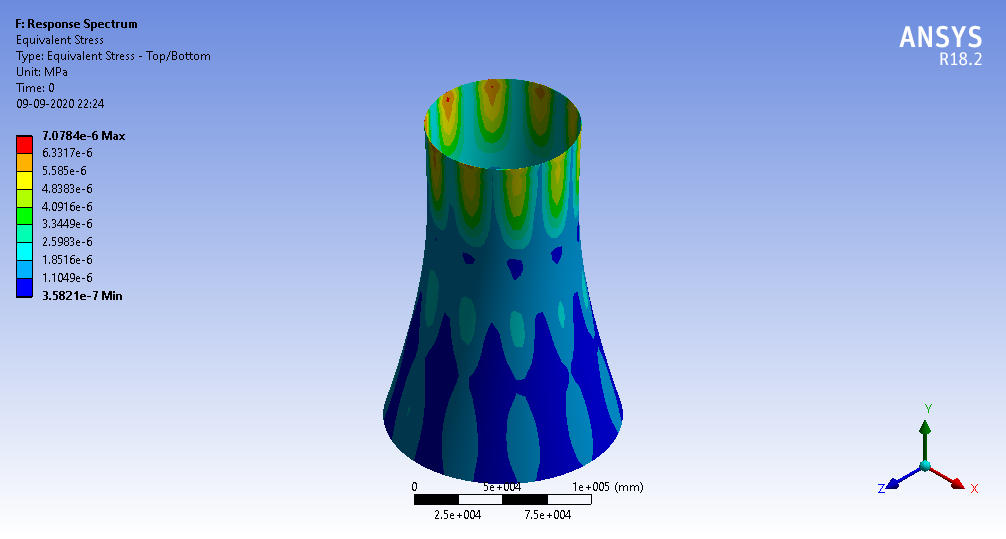 F: Response Spectrum
Equivalent Stress
Type: Equivalent Stress - Top/Bottom
Unit: MPa
Time: 0
09-09-2020 22:24
7.0784e-6 Max
6.3317e-6
5.585e-6
4.8383e-6
4.0916e-6
3.3449e-6
2.5983e-6
1.8516e-6
1.1049e-6
3.5821e-7 Min
ANSYS
R18.2
0 5e+004 1e+005 (mm)
2.5e+004 7.5e+004
Y
Z X